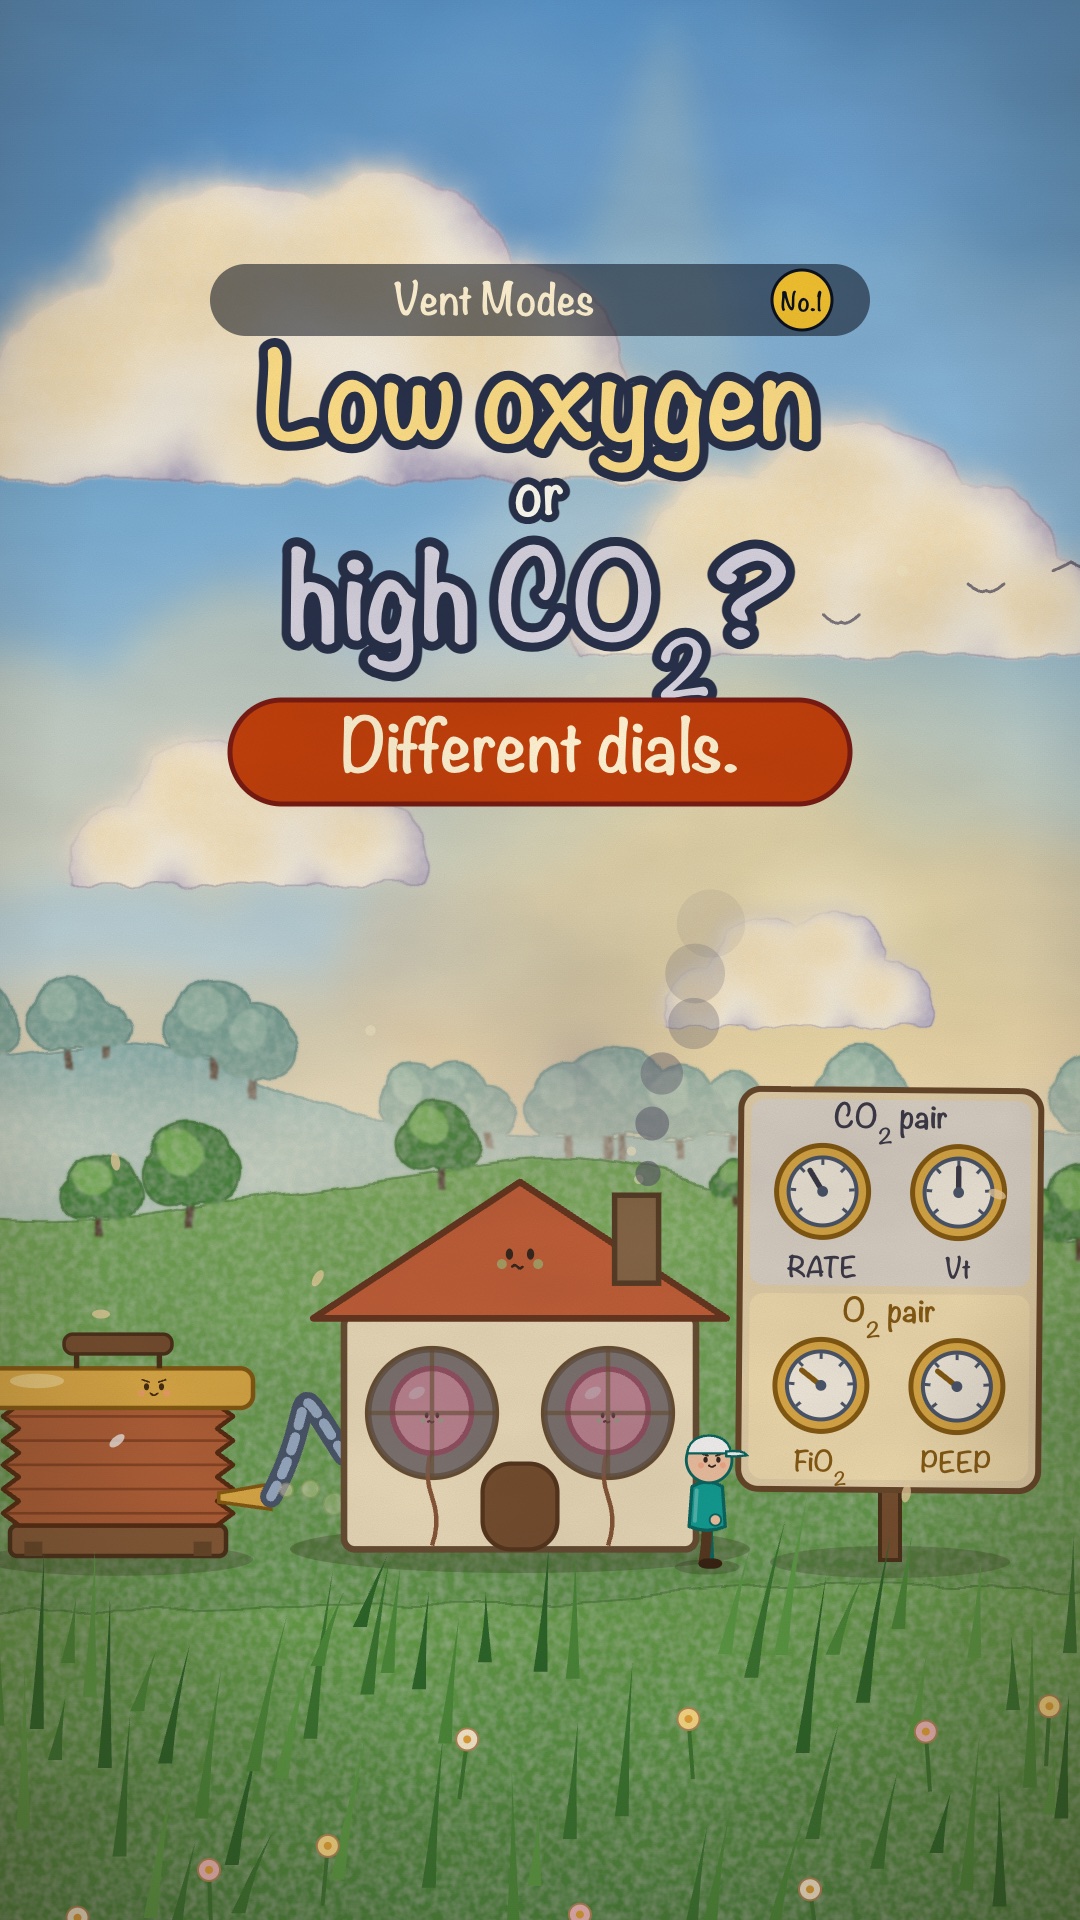 Vent Modes No.1
Low oxygen
or
high CO₂?
Different dials.
CO₂ pair
RATE Vt
O₂ pair
FiO₂ PEEP